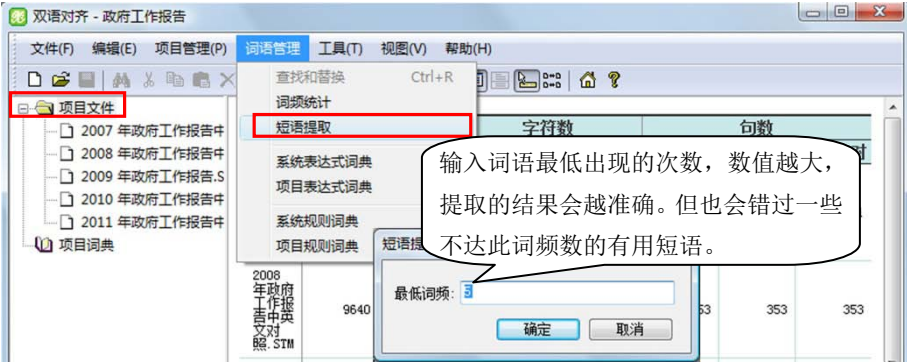 双语对齐 - 政府工作报告
文件(F) 编辑(E) 项目管理(P) 词语管理 工具(T) 视图(V) 帮助(H)
查找和替换 Ctrl+R
词频统计
短语提取
系统表达式词典
项目表达式词典
系统规则词典
项目规则词典
项目文件
2007 年政府工作报告中
2008 年政府工作报告中
2009 年政府工作报告.S
2010 年政府工作报告中
2011 年政府工作报告中
项目词典
字符数 句数
输入词语最低出现的次数，数值越大，
提取的结果会越准确。但也会错过一些
不达此词频数的有用短语。
短语提
最低词频: 5
确定 取消
2008
年政府
工作报
告中英
文对
照.STM
9640 53 353 353